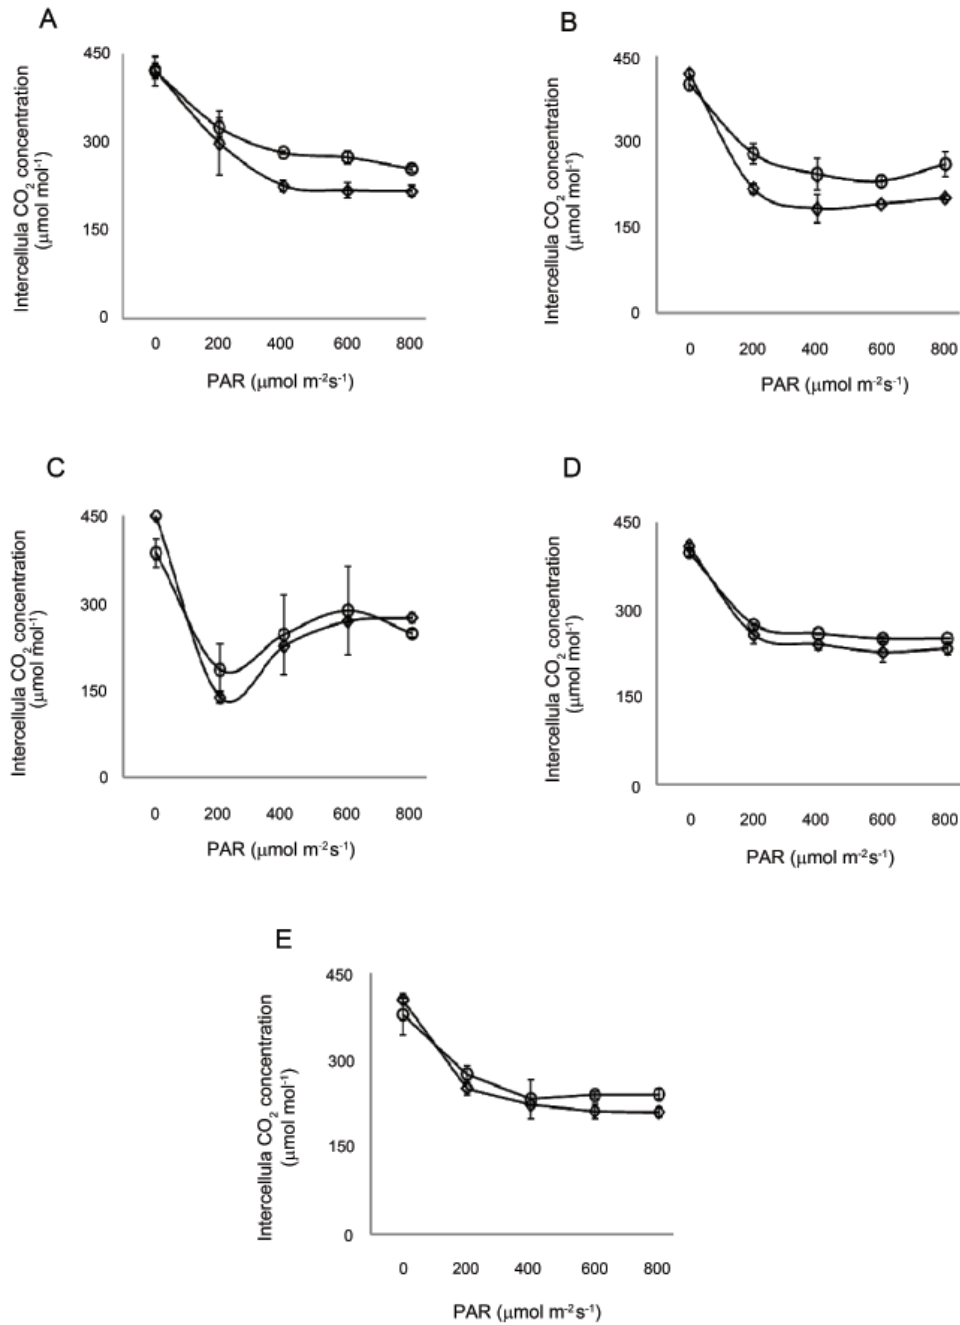 A
Intercellula CO₂ concentration
(μmol mol⁻¹)
450
300
150
0
0 200 400 600 800
PAR (μmol m⁻²s⁻¹)
B
Intercellula CO₂ concentration
(μmol mol⁻¹)
450
300
150
0
0 200 400 600 800
PAR (μmol m⁻²s⁻¹)
C
Intercellula CO₂ concentration
(μmol mol⁻¹)
450
300
150
0
0 200 400 600 800
PAR (μmol m⁻²s⁻¹)
D
Intercellula CO₂ concentration
(μmol mol⁻¹)
450
300
150
0
0 200 400 600 800
PAR (μmol m⁻²s⁻¹)
E
Intercellula CO₂ concentration
(μmol mol⁻¹)
450
300
150
0
0 200 400 600 800
PAR (μmol m⁻²s⁻¹)